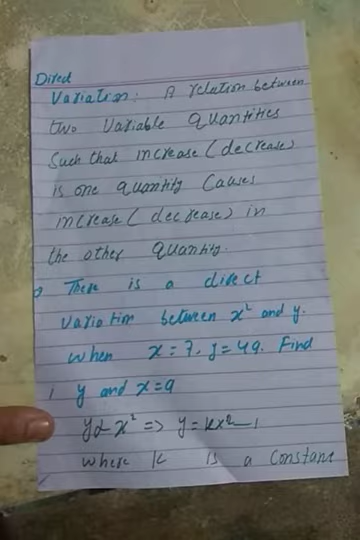 Direct
Variation: A relation between
two Variable quantities
Such that increase (decrease)
is one quantity Causes
increase (decrease) in
the other quantity.
There is a direct
variation between x² and y.
when x = 7, y = 49. Find
y and x = 9
y ∝ x² => y = kx² — 1
where k is a constant